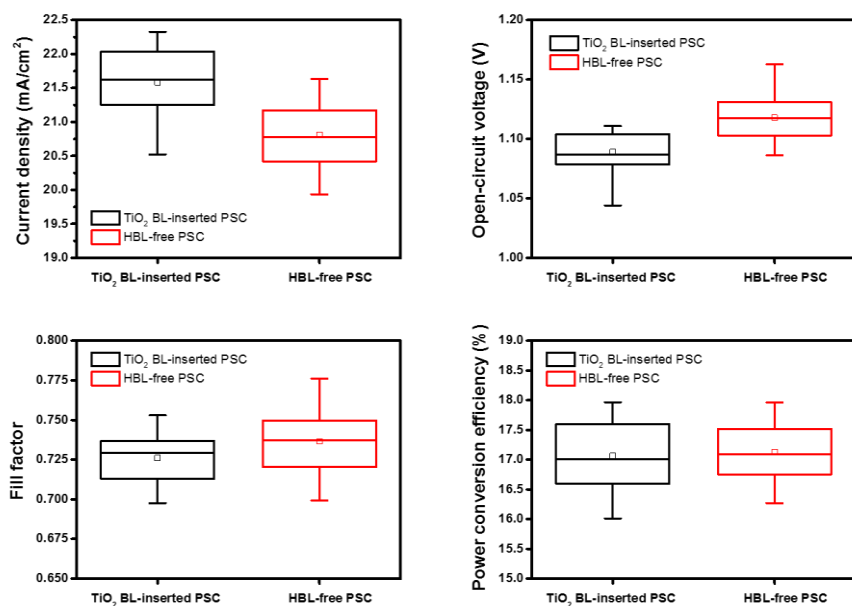 Current density (mA/cm²)
22.5
22.0
21.5
21.0
20.5
20.0
19.5
19.0
TiO₂ BL-inserted PSC
HBL-free PSC
TiO₂ BL-inserted PSC
HBL-free PSC
Open-circuit voltage (V)
1.20
1.15
1.10
1.05
1.00
TiO₂ BL-inserted PSC
HBL-free PSC
TiO₂ BL-inserted PSC
HBL-free PSC
Fill factor
0.800
0.775
0.750
0.725
0.700
0.675
0.650
TiO₂ BL-inserted PSC
HBL-free PSC
TiO₂ BL-inserted PSC
HBL-free PSC
Power conversion efficiency (%)
19.0
18.5
18.0
17.5
17.0
16.5
16.0
15.5
15.0
TiO₂ BL-inserted PSC
HBL-free PSC
TiO₂ BL-inserted PSC
HBL-free PSC